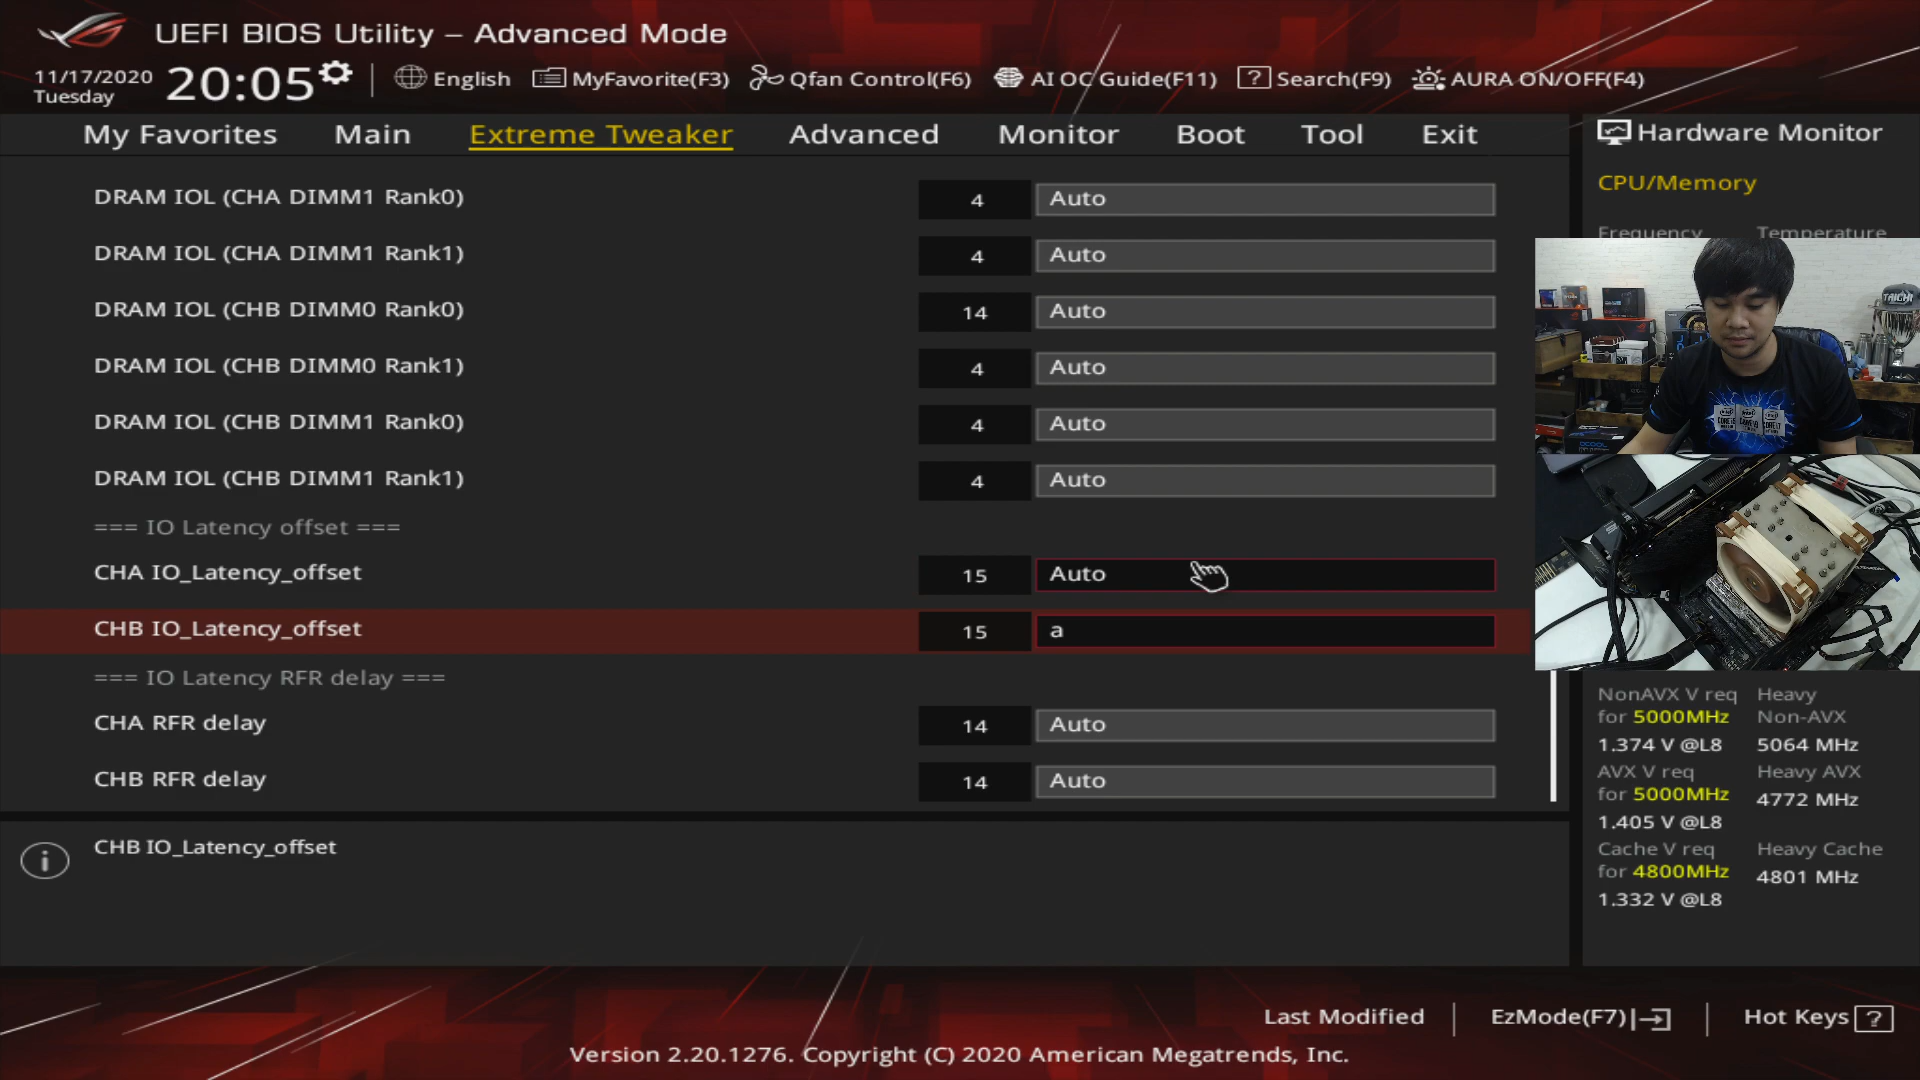 UEFI BIOS Utility – Advanced Mode
11/17/2020
Tuesday
20:05
English
MyFavorite(F3)
Qfan Control(F6)
AI OC Guide(F11)
Search(F9)
AURA ON/OFF(F4)
My Favorites
Main
Extreme Tweaker
Advanced
Monitor
Boot
Tool
Exit
Hardware Monitor
CPU/Memory
Frequency
Temperature
DRAM IOL (CHA DIMM1 Rank0)
4
Auto
DRAM IOL (CHA DIMM1 Rank1)
4
Auto
DRAM IOL (CHB DIMM0 Rank0)
14
Auto
DRAM IOL (CHB DIMM0 Rank1)
4
Auto
DRAM IOL (CHB DIMM1 Rank0)
4
Auto
DRAM IOL (CHB DIMM1 Rank1)
4
Auto
=== IO Latency offset ===
CHA IO_Latency_offset
15
Auto
CHB IO_Latency_offset
15
a
=== IO Latency RFR delay ===
CHA RFR delay
14
Auto
CHB RFR delay
14
Auto
TAICHI
NonAVX V req
for 5000MHz
1.374 V @L8
Heavy
Non-AVX
5064 MHz
AVX V req
for 5000MHz
1.405 V @L8
Heavy AVX
4772 MHz
Cache V req
for 4800MHz
1.332 V @L8
Heavy Cache
4801 MHz
CHB IO_Latency_offset
Last Modified
EzMode(F7)
Hot Keys ?
Version 2.20.1276. Copyright (C) 2020 American Megatrends, Inc.